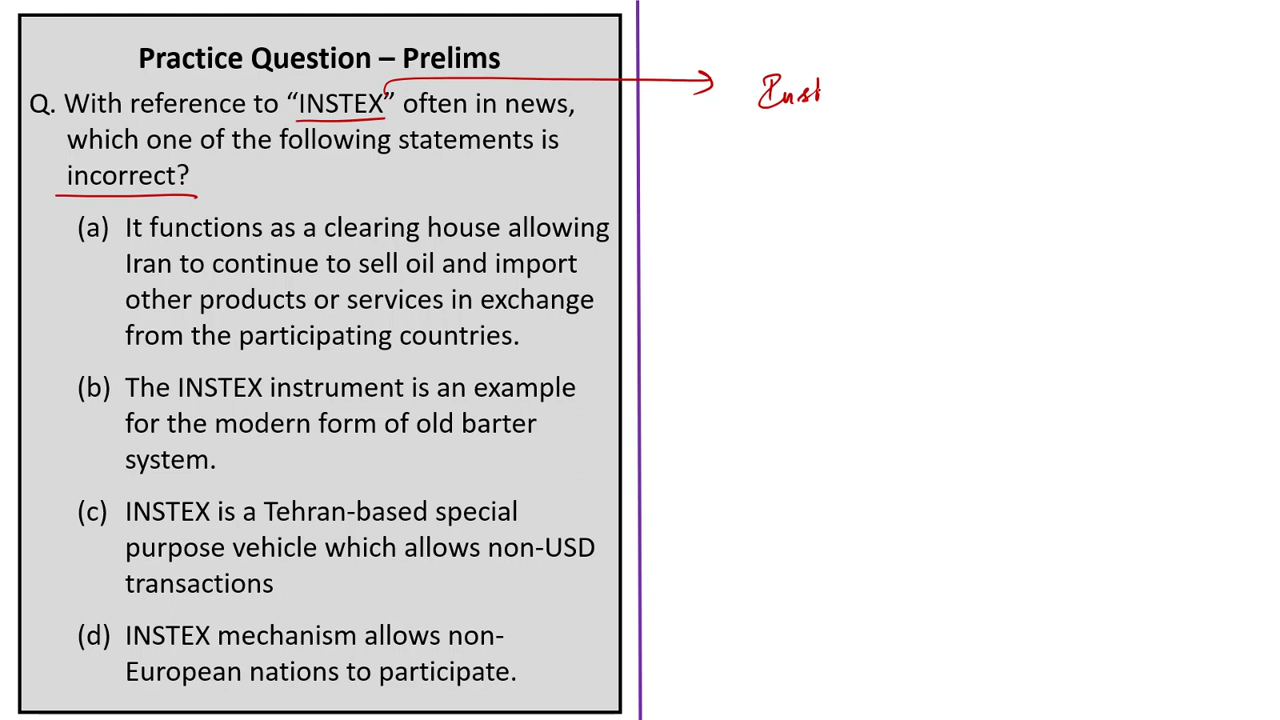 Practice Question – Prelims
Q. With reference to “INSTEX” often in news,
which one of the following statements is
incorrect?
(a) It functions as a clearing house allowing
Iran to continue to sell oil and import
other products or services in exchange
from the participating countries.
(b) The INSTEX instrument is an example
for the modern form of old barter
system.
(c) INSTEX is a Tehran-based special
purpose vehicle which allows non-USD
transactions
(d) INSTEX mechanism allows non-
European nations to participate.